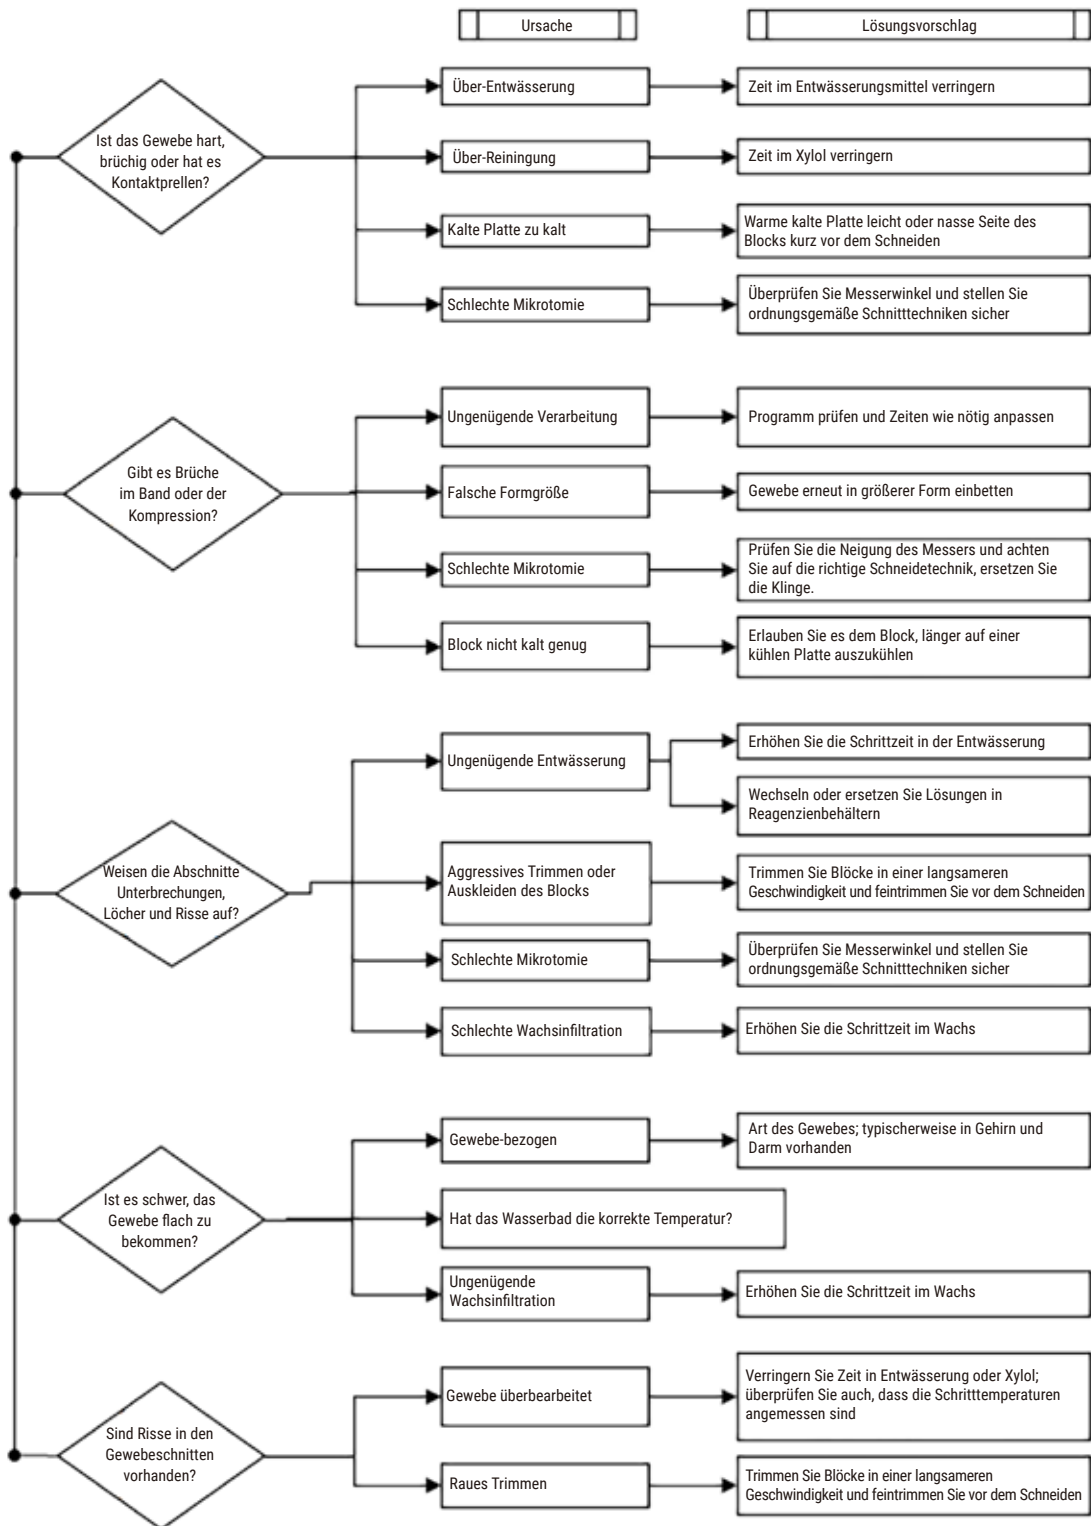 Ursache
Lösungsvorschlag
Ist das Gewebe hart,
brüchig oder hat es
Kontaktprellen?
Über-Entwässerung
Zeit im Entwässerungsmittel verringern
Über-Reiningung
Zeit im Xylol verringern
Kalte Platte zu kalt
Warme kalte Platte leicht oder nasse Seite des
Blocks kurz vor dem Schneiden
Schlechte Mikrotomie
Überprüfen Sie Messerwinkel und stellen Sie
ordnungsgemäße Schnitttechniken sicher
Gibt es Brüche
im Band oder der
Kompression?
Ungenügende Verarbeitung
Programm prüfen und Zeiten wie nötig anpassen
Falsche Formgröße
Gewebe erneut in größerer Form einbetten
Schlechte Mikrotomie
Prüfen Sie die Neigung des Messers und achten
Sie auf die richtige Schneidetechnik, ersetzen Sie
die Klinge.
Block nicht kalt genug
Erlauben Sie es dem Block, länger auf einer
kühlen Platte auszukühlen
Weisen die Abschnitte
Unterbrechungen,
Löcher und Risse auf?
Ungenügende Entwässerung
Erhöhen Sie die Schrittzeit in der Entwässerung
Wechseln oder ersetzen Sie Lösungen in
Reagenzienbehältern
Aggressives Trimmen oder
Auskleiden des Blocks
Trimmen Sie Blöcke in einer langsameren
Geschwindigkeit und feintrimmen Sie vor dem Schneiden
Schlechte Mikrotomie
Überprüfen Sie Messerwinkel und stellen Sie
ordnungsgemäße Schnitttechniken sicher
Schlechte Wachsinfiltration
Erhöhen Sie die Schrittzeit im Wachs
Ist es schwer, das
Gewebe flach zu
bekommen?
Gewebe-bezogen
Art des Gewebes; typischerweise in Gehirn und
Darm vorhanden
Hat das Wasserbad die korrekte Temperatur?
Ungenügende
Wachsinfiltration
Erhöhen Sie die Schrittzeit im Wachs
Sind Risse in den
Gewebeschnitten
vorhanden?
Gewebe überbearbeitet
Verringern Sie Zeit in Entwässerung oder Xylol;
überprüfen Sie auch, dass die Schritttemperaturen
angemessen sind
Raues Trimmen
Trimmen Sie Blöcke in einer langsameren
Geschwindigkeit und feintrimmen Sie vor dem Schneiden